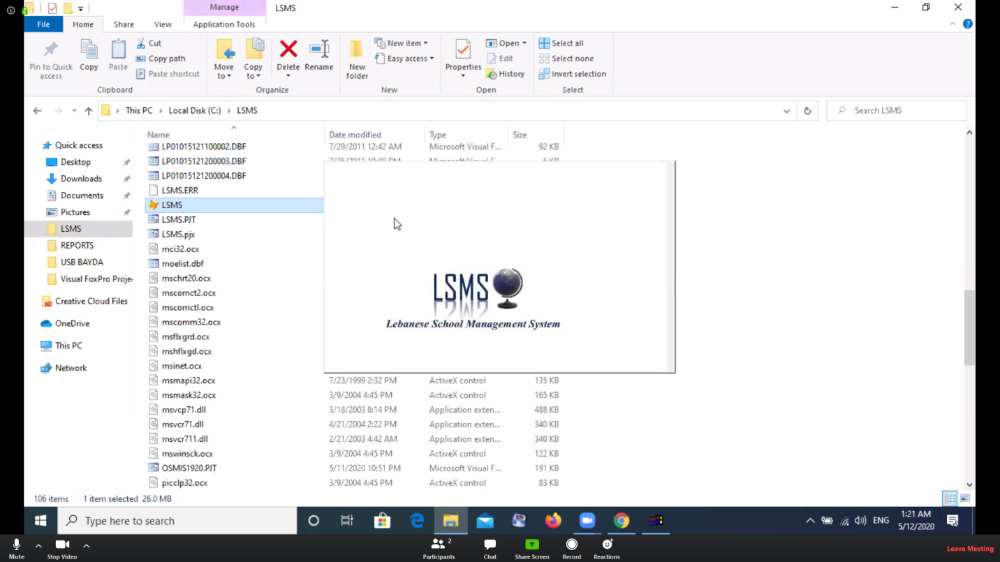 Manage
LSMS
File
Home
Share
View
Application Tools
Pin to Quick access
Copy
Paste
Cut
Copy path
Paste shortcut
Clipboard
Move to
Copy to
Delete
Rename
Organize
New folder
New item
Easy access
New
Properties
Open
Edit
History
Open
Select all
Select none
Invert selection
Select
This PC > Local Disk (C:) > LSMS
Search LSMS
Quick access
Desktop
Downloads
Documents
Pictures
LSMS
REPORTS
USB BAYDA
Visual FoxPro Proje
Creative Cloud Files
OneDrive
This PC
Network
Name Date modified Type Size
LP01015121100002.DBF 7/29/2011 12:42 AM Microsoft Visual F... 92 KB
LP01015121200003.DBF 7/25/2011 10:09 PM Microsoft Visual F... 6 KB
LP01015121200004.DBF
LSMS.ERR
LSMS
LSMS.PJT
LSMS.pjx
mci32.ocx
moelist.dbf
mschrt20.ocx
mscomct2.ocx
mscomctl.ocx
mscomm32.ocx
msflxgrd.ocx
mshflxgd.ocx
msinet.ocx
msmapi32.ocx 7/23/1999 2:32 PM ActiveX control 135 KB
msmask32.ocx 3/9/2004 4:45 PM ActiveX control 165 KB
msvcp71.dll 3/18/2003 8:14 PM Application exten... 488 KB
msvcr71.dll 4/21/2004 2:22 PM Application exten... 340 KB
msvcr711.dll 2/21/2003 4:42 AM Application exten... 340 KB
mswinsck.ocx 3/9/2004 4:45 PM ActiveX control 122 KB
OSMIS1920.PJT 5/11/2020 10:51 PM Microsoft Visual F... 191 KB
picclp32.ocx 3/9/2004 4:45 PM ActiveX control 83 KB
LSMS
Lebanese School Management System
106 items 1 item selected 26.0 MB
Type here to search
ENG
1:21 AM
5/12/2020
Mute
Stop Video
Participants
2
Chat
Share Screen
Record
Reactions
Leave Meeting